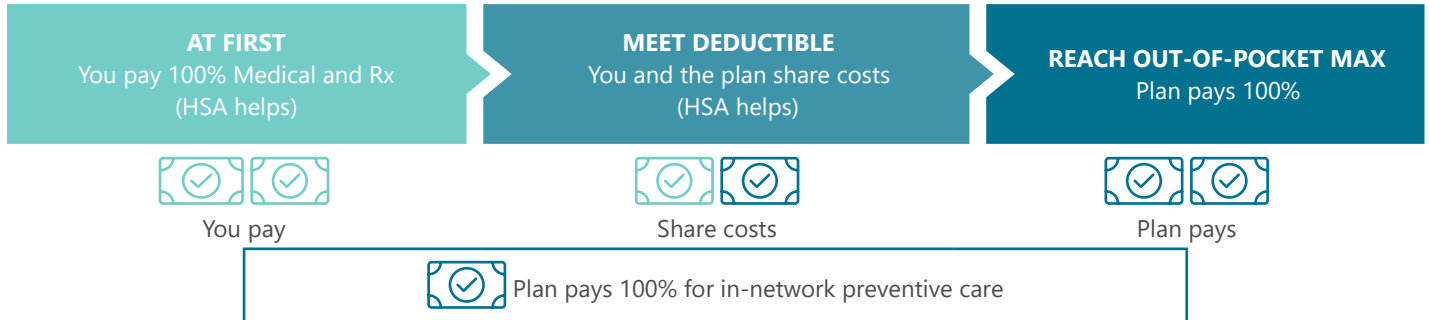 AT FIRST
You pay 100% Medical and Rx
(HSA helps)
MEET DEDUCTIBLE
You and the plan share costs
(HSA helps)
REACH OUT-OF-POCKET MAX
Plan pays 100%
You pay
Share costs
Plan pays
Plan pays 100% for in-network preventive care